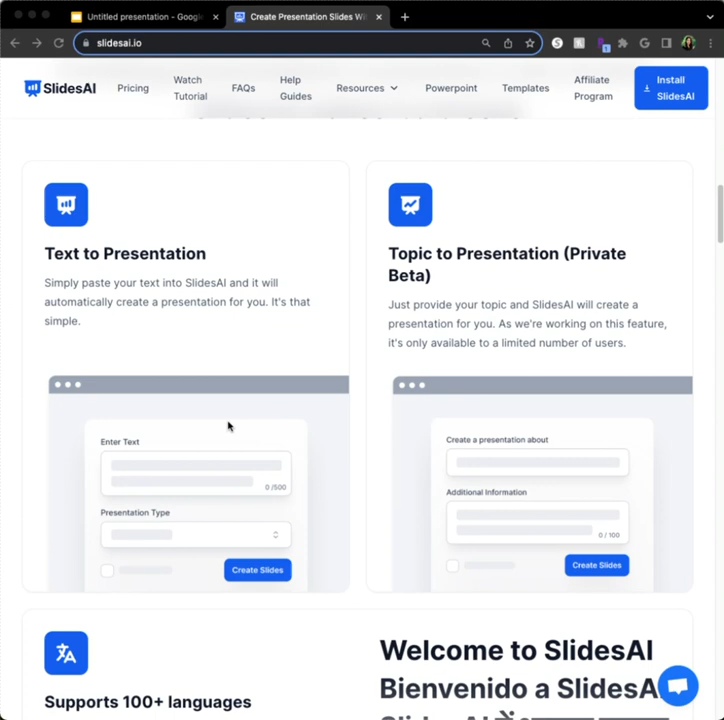 Untitled presentation - Google
Create Presentation Slides Wi
slidesai.io
SlidesAI
Pricing
Watch
Tutorial
FAQs
Help
Guides
Resources
Powerpoint
Templates
Affiliate
Program
Install
SlidesAI
Text to Presentation
Simply paste your text into SlidesAI and it will
automatically create a presentation for you. It's that
simple.
Enter Text
0 /500
Presentation Type
Create Slides
Topic to Presentation (Private
Beta)
Just provide your topic and SlidesAI will create a
presentation for you. As we're working on this feature,
it's only available to a limited number of users.
Create a presentation about
Additional Information
0 / 100
Create Slides
Supports 100+ languages
Welcome to SlidesAI
Bienvenido a SlidesA